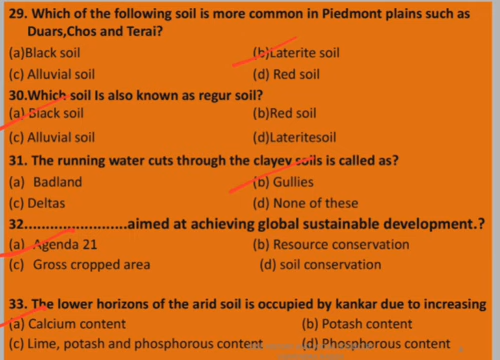 29. Which of the following soil is more common in Piedmont plains such as
Duars,Chos and Terai?
(a)Black soil (b)Laterite soil
(c) Alluvial soil (d) Red soil
30.Which soil Is also known as regur soil?
(a) Black soil (b)Red soil
(c) Alluvial soil (d)Lateritesoil
31. The running water cuts through the clayey soils is called as?
(a) Badland (b) Gullies
(c) Deltas (d) None of these
32........................aimed at achieving global sustainable development.?
(a) Agenda 21 (b) Resource conservation
(c) Gross cropped area (d) soil conservation
33. The lower horizons of the arid soil is occupied by kankar due to increasing
(a) Calcium content (b) Potash content
(c) Lime, potash and phosphorous content (d) Phosphorous content